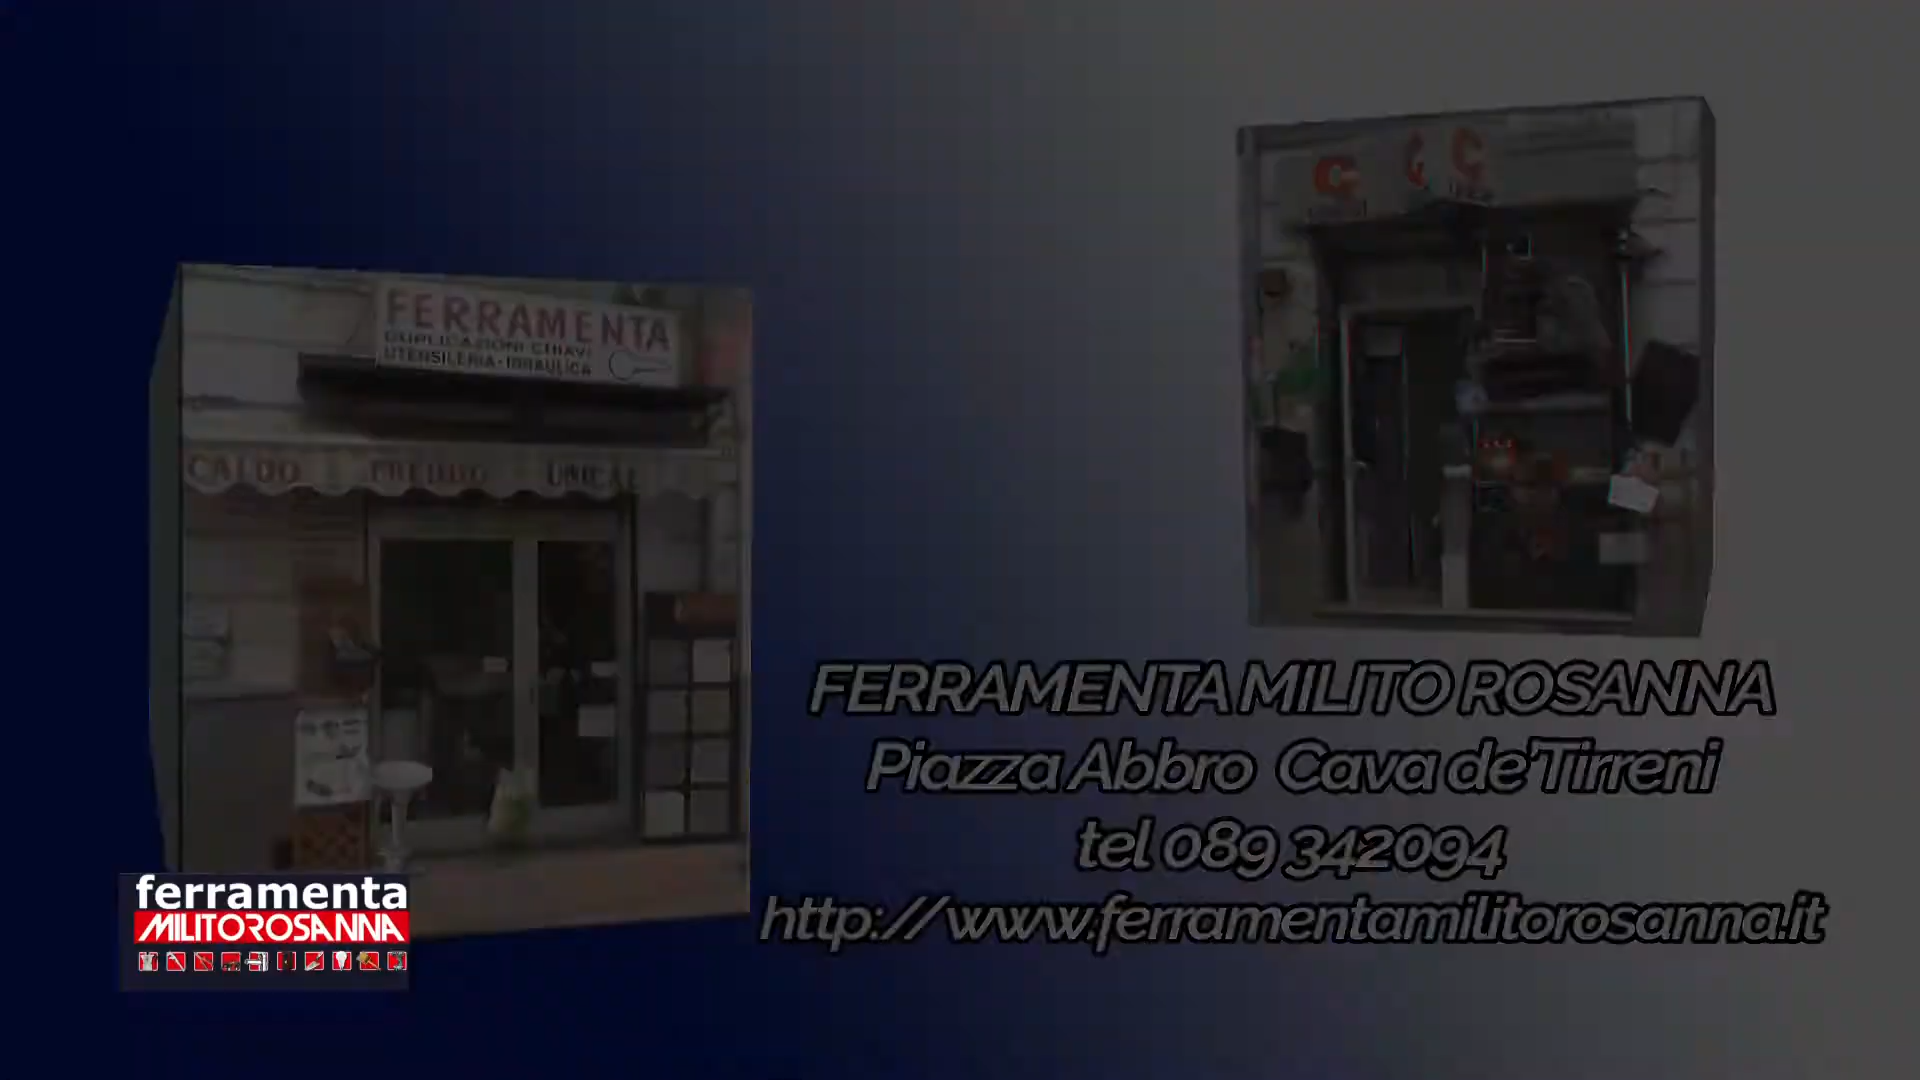 FERRAMENTA
DUPLICAZIONI CHIAVI
UTENSILERIA-IDRAULICA
CALDO FREDDO UNICAL
FERRAMENTA MILITO ROSANNA
Piazza Abbro Cava de'Tirreni
tel 089 342094
http://www.ferramentamilitorosanna.it
ferramenta
MILITOROSANNA